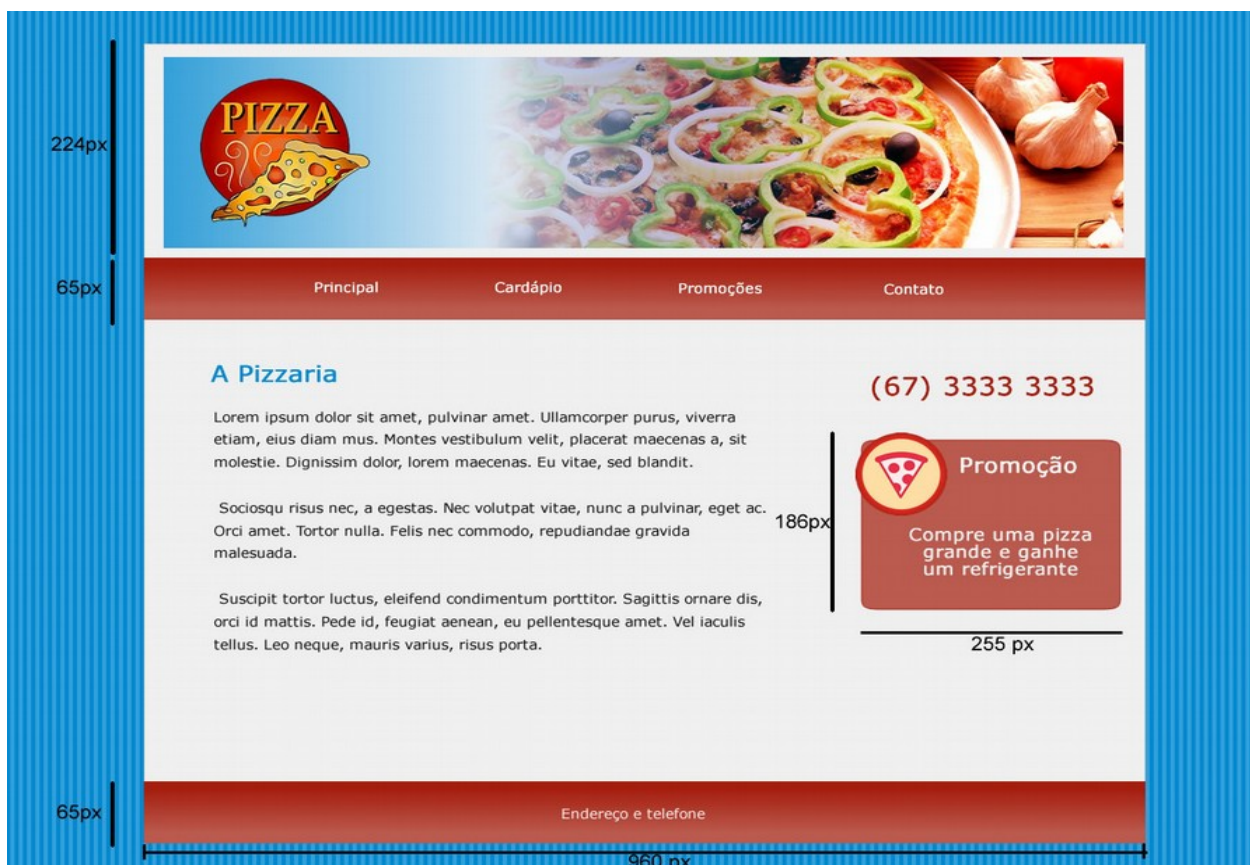 224px
PIZZA
65px
Principal
Cardápio
Promoções
Contato
A Pizzaria
Lorem ipsum dolor sit amet, pulvinar amet. Ullamcorper purus, viverra
etiam, eius diam mus. Montes vestibulum velit, placerat maecenas a, sit
molestie. Dignissim dolor, lorem maecenas. Eu vitae, sed blandit.
Sociosqu risus nec, a egestas. Nec volutpat vitae, nunc a pulvinar, eget ac.
Orci amet. Tortor nulla. Felis nec commodo, repudiandae gravida
malesuada.
Suscipit tortor luctus, eleifend condimentum porttitor. Sagittis ornare dis,
orci id mattis. Pede id, feugiat aenean, eu pellentesque amet. Vel iaculis
tellus. Leo neque, mauris varius, risus porta.
(67) 3333 3333
186px
Promoção
Compre uma pizza
grande e ganhe
um refrigerante
255 px
65px
Endereço e telefone
960 px